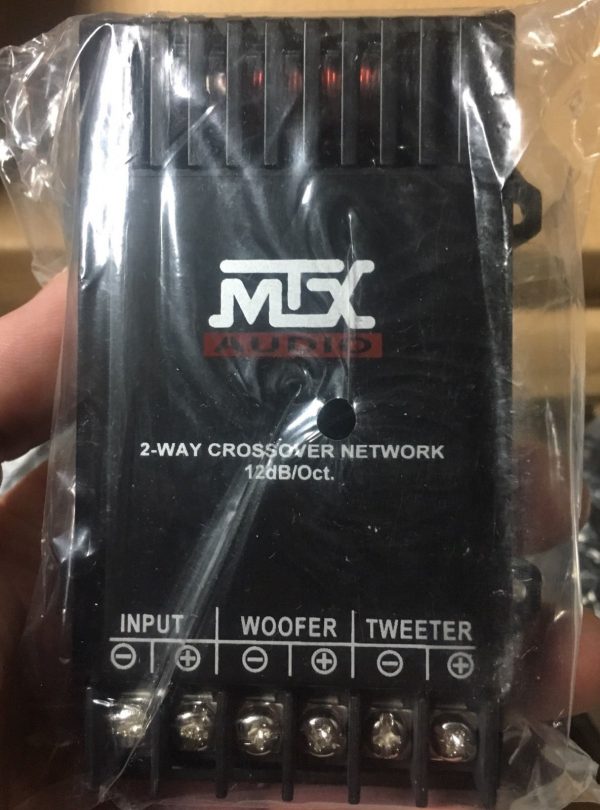 MTX
AUDIO
2-WAY CROSSOVER NETWORK
12dB/Oct.
INPUT WOOFER TWEETER
⊖ ⊕ ⊖ ⊕ ⊖ ⊕